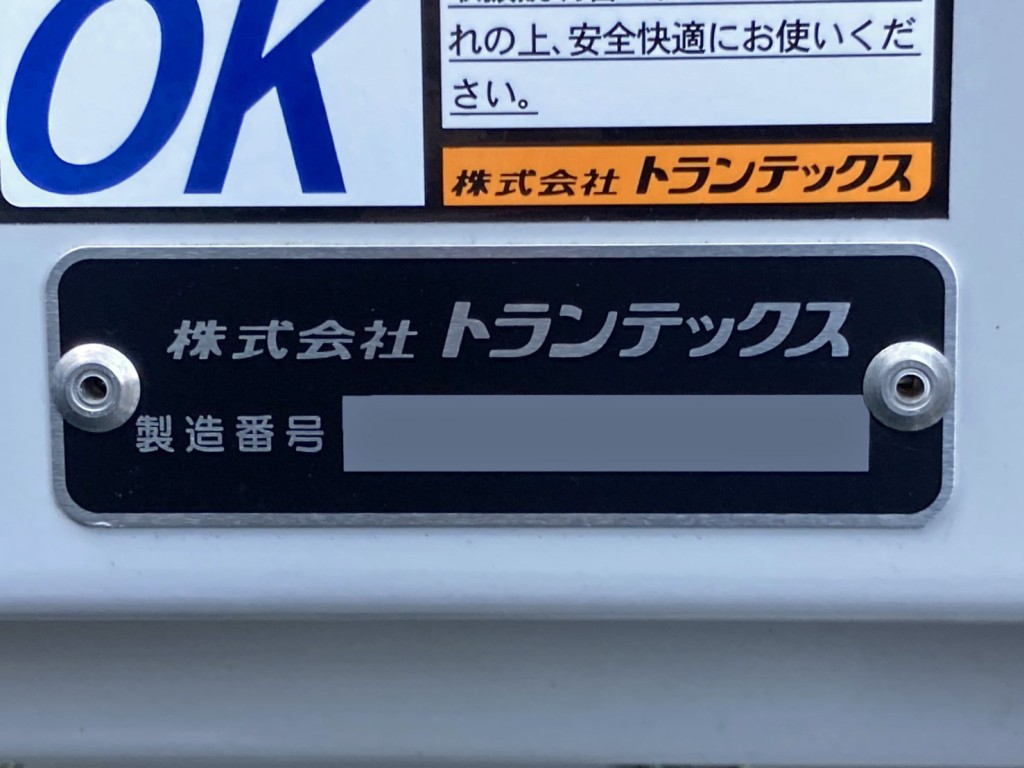 OK
れの上、安全快適にお使いくだ
さい。
株式会社 トランテックス
株式会社 トランテックス
製造番号